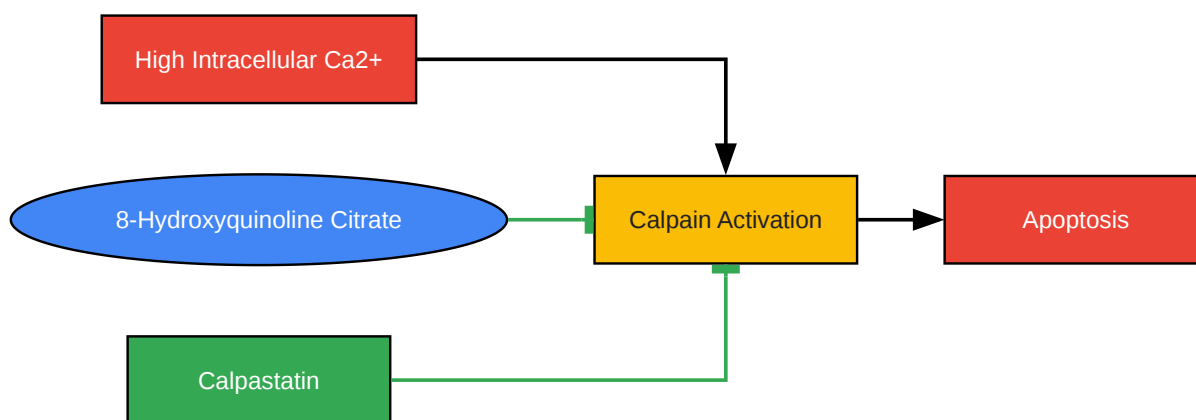 High Intracellular Ca2+
8-Hydroxyquinoline Citrate
Calpain Activation
Apoptosis
Calpastatin